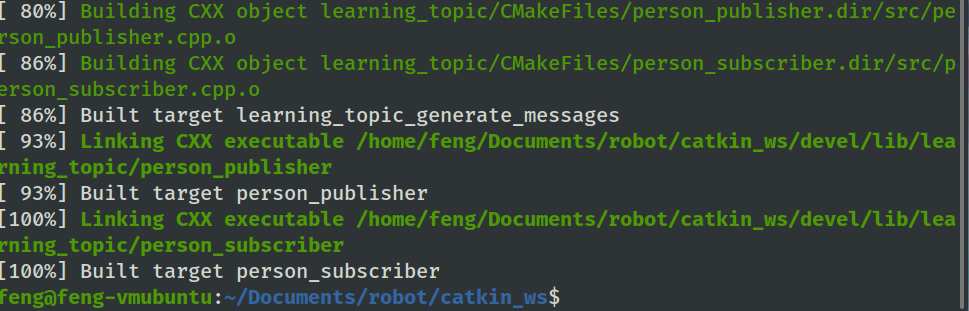 [ 80%] Building CXX object learning_topic/CMakeFiles/person_publisher.dir/src/pe
rson_publisher.cpp.o
[ 86%] Building CXX object learning_topic/CMakeFiles/person_subscriber.dir/src/p
erson_subscriber.cpp.o
[ 86%] Built target learning_topic_generate_messages
[ 93%] Linking CXX executable /home/feng/Documents/robot/catkin_ws/devel/lib/lea
rning_topic/person_publisher
[ 93%] Built target person_publisher
[100%] Linking CXX executable /home/feng/Documents/robot/catkin_ws/devel/lib/lea
rning_topic/person_subscriber
[100%] Built target person_subscriber
feng@feng-vmubuntu:~/Documents/robot/catkin_ws$